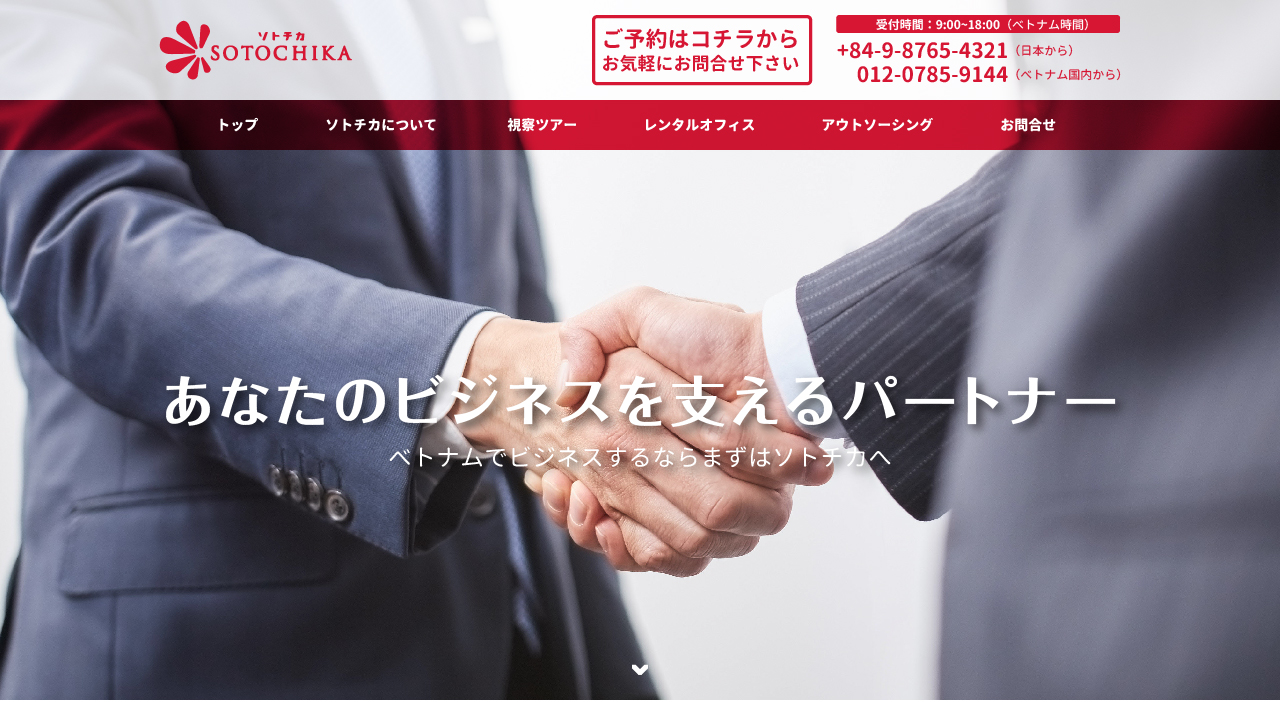 ソトチカ
SOTOCHIKA
ご予約はコチラから
お気軽にお問合せ下さい
受付時間：9:00~18:00（ベトナム時間）
+84-9-8765-4321（日本から）
012-0785-9144（ベトナム国内から）
トップ ソトチカについて 視察ツアー レンタルオフィス アウトソーシング お問合せ
あなたのビジネスを支えるパートナー
ベトナムでビジネスするならまずはソトチカへ